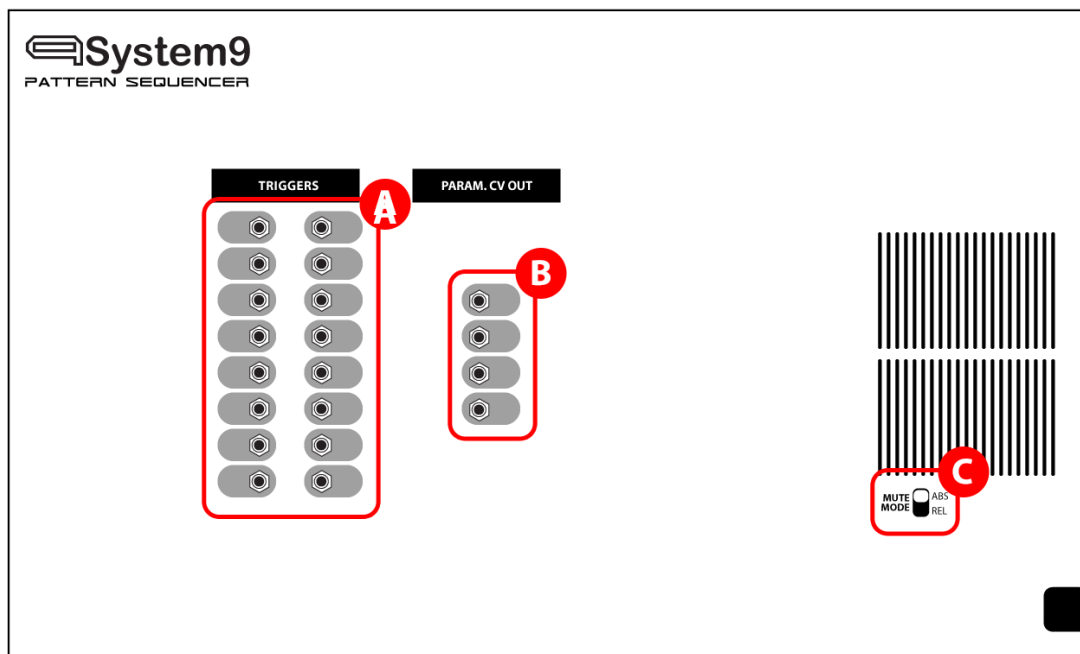 System9
PATTERN SEQUENCER
TRIGGERS
PARAM. CV OUT
A
B
C
MUTE MODE
ABS
REL